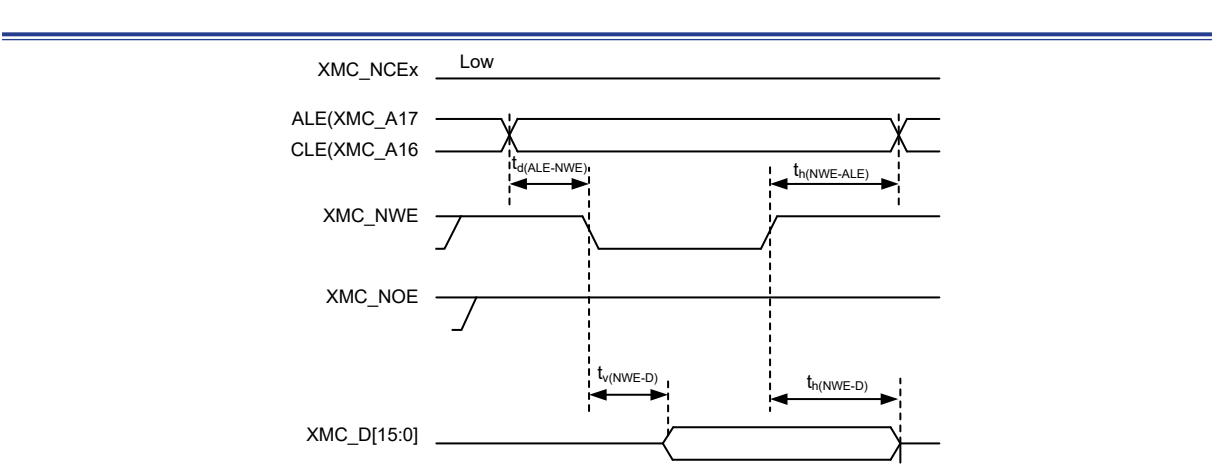 XMC_NCEx
Low
ALE(XMC_A17
CLE(XMC_A16
td(ALE-NWE)
th(NWE-ALE)
XMC_NWE
XMC_NOE
tv(NWE-D)
th(NWE-D)
XMC_D[15:0]